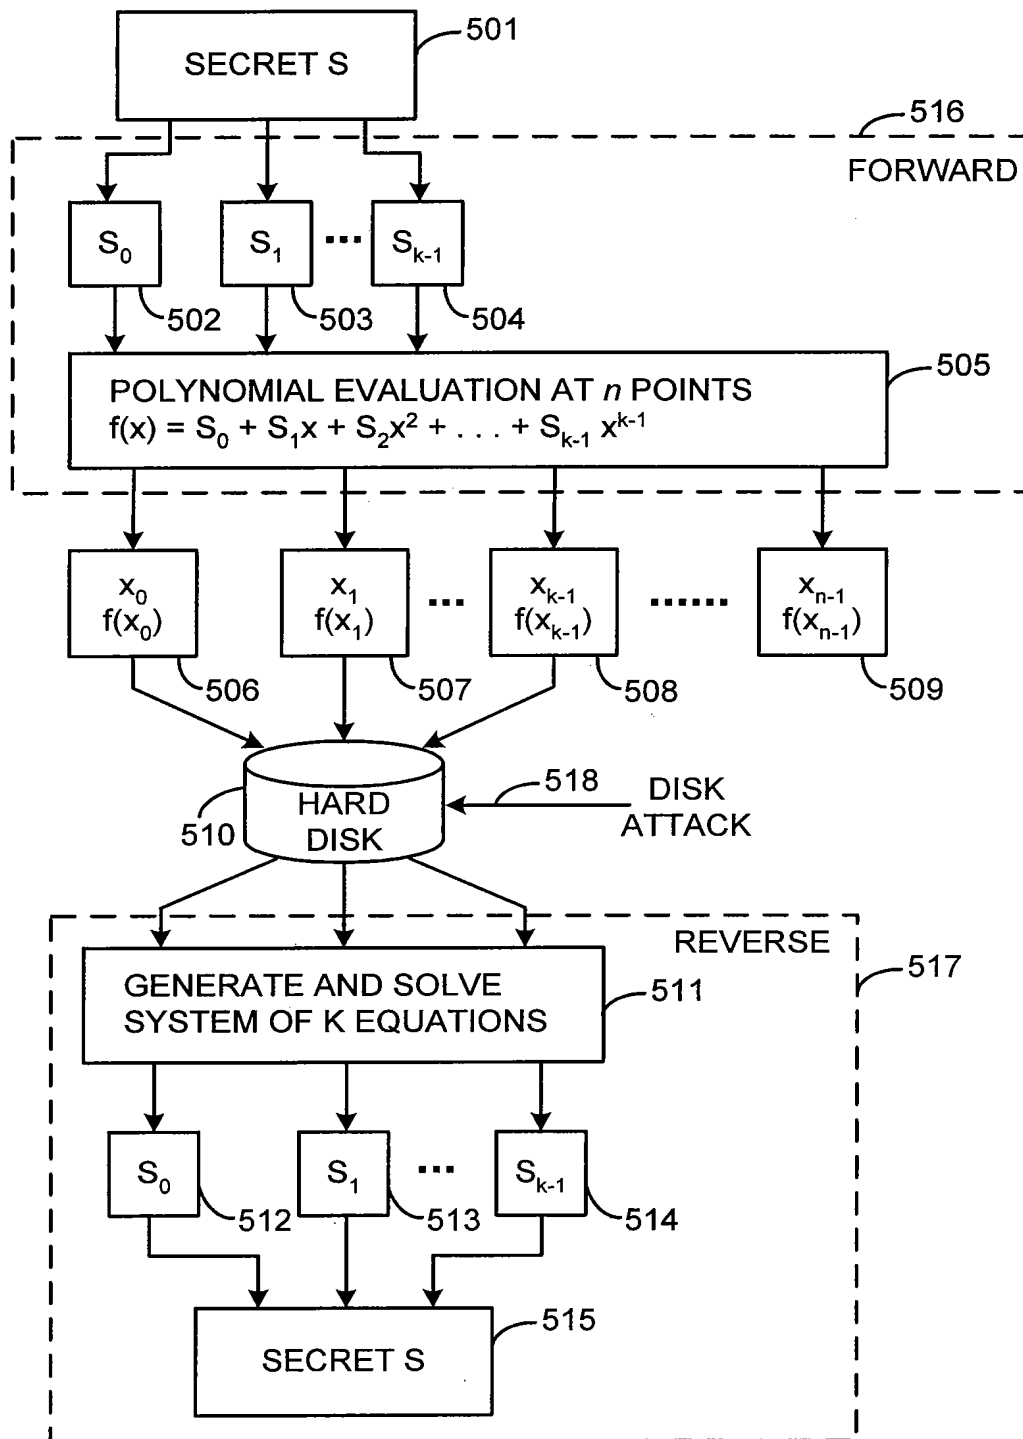 SECRET S
501
516
FORWARD
S₀
S₁
...
Sₖ₋₁
502
503
504
POLYNOMIAL EVALUATION AT n POINTS
f(x) = S₀ + S₁x + S₂x² + . . . + Sₖ₋₁ xᵏ⁻¹
505
x₀
f(x₀)
x₁
f(x₁)
...
xₖ₋₁
f(xₖ₋₁)
......
xₙ₋₁
f(xₙ₋₁)
506
507
508
509
HARD
DISK
510
518
DISK
ATTACK
REVERSE
517
GENERATE AND SOLVE
SYSTEM OF K EQUATIONS
511
S₀
S₁
...
Sₖ₋₁
512
513
514
SECRET S
515